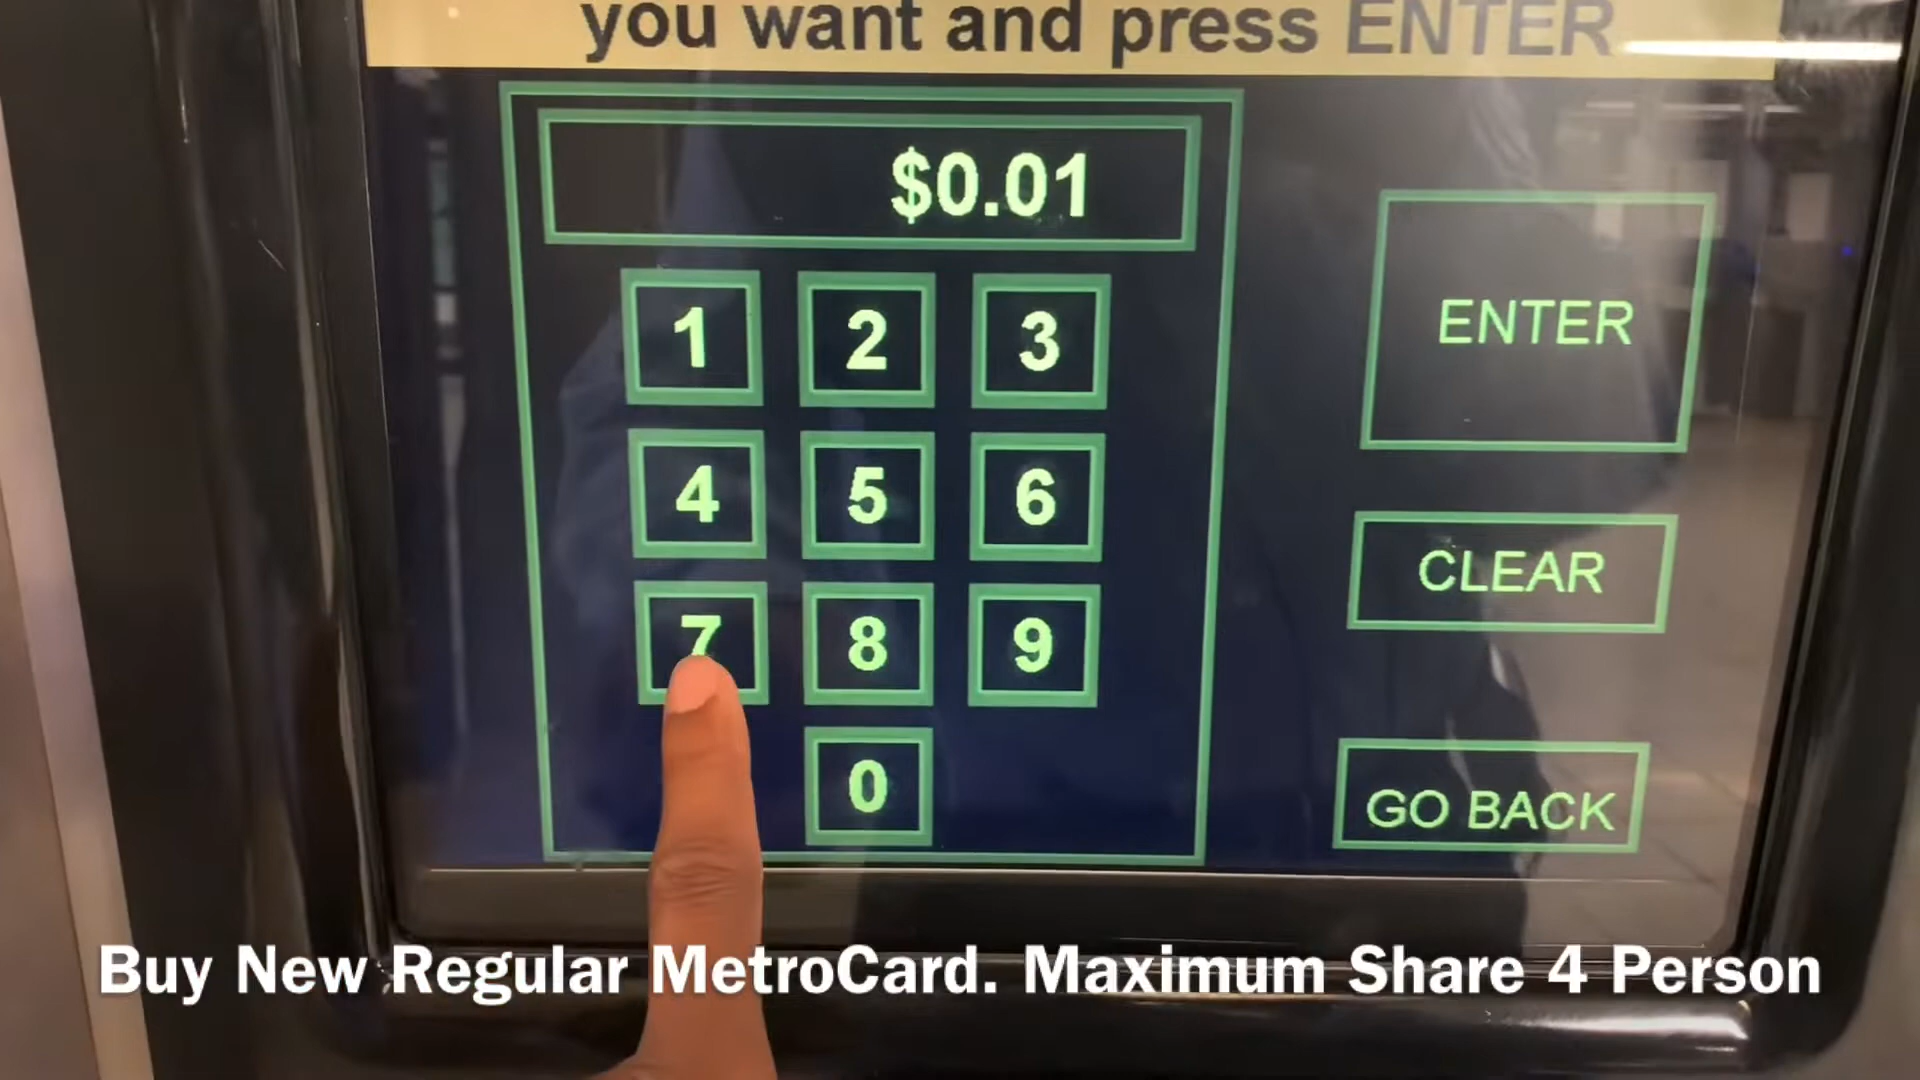 you want and press ENTER
$0.01
1 2 3
ENTER
4 5 6
CLEAR
7 8 9
0
GO BACK
Buy New Regular MetroCard. Maximum Share 4 Person